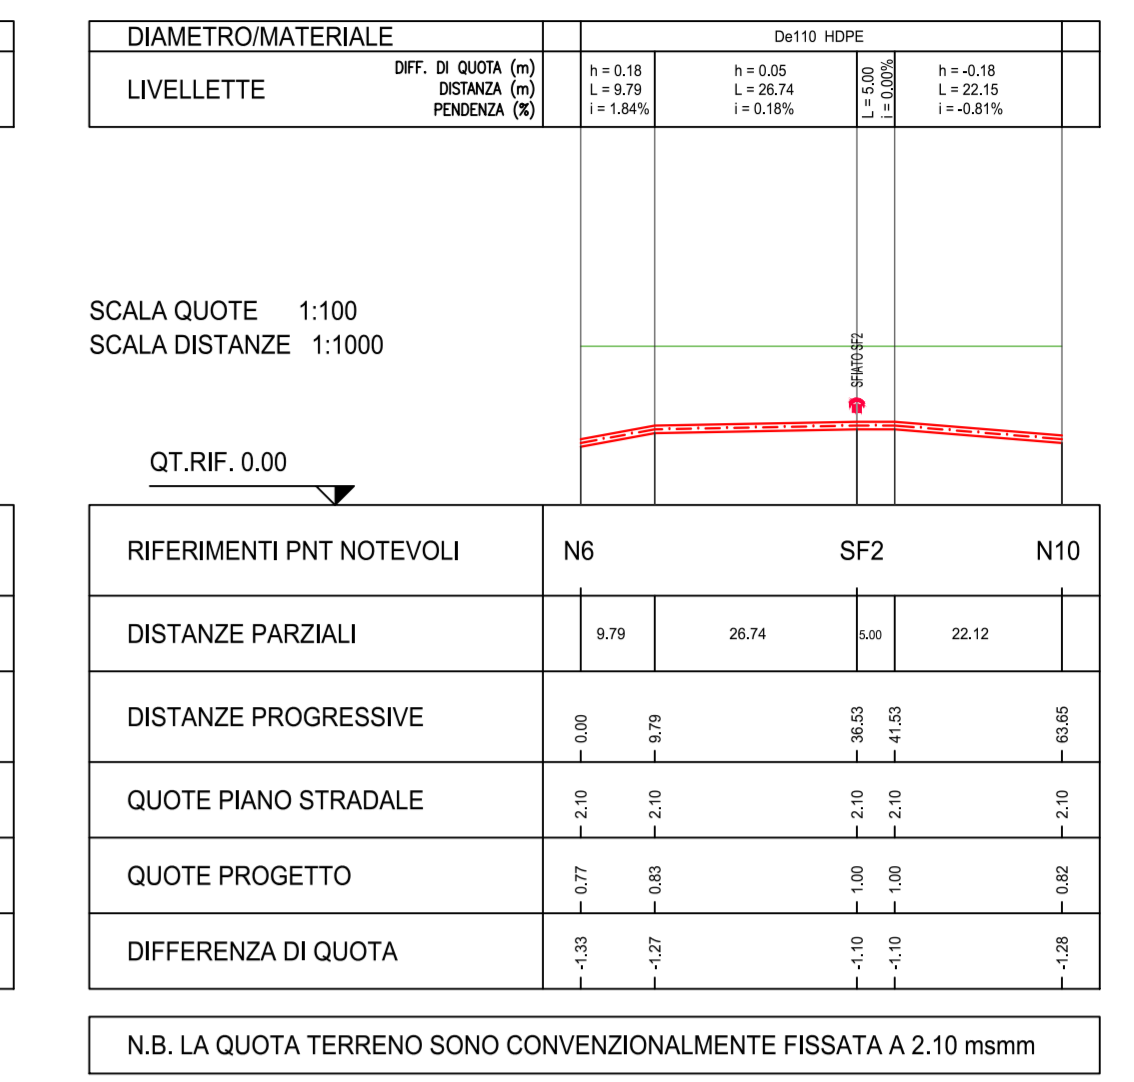 DIAMETRO/MATERIALE
De110 HDPE
LIVELLETTE
DIFF. DI QUOTA (m)
DISTANZA (m)
PENDENZA (%)
h = 0.18
L = 9.79
i = 1.84%
h = 0.05
L = 26.74
i = 0.18%
L = 5.00
i = 0.00%
h = -0.18
L = 22.15
i = -0.81%
SCALA QUOTE 1:100
SCALA DISTANZE 1:1000
SFIATO SF2
QT.RIF. 0.00
RIFERIMENTI PNT NOTEVOLI
N6
SF2
N10
DISTANZE PARZIALI
9.79
26.74
5.00
22.12
DISTANZE PROGRESSIVE
0.00
9.79
36.53
41.53
63.65
QUOTE PIANO STRADALE
2.10
2.10
2.10
2.10
2.10
QUOTE PROGETTO
0.77
0.83
1.00
1.00
0.82
DIFFERENZA DI QUOTA
-1.33
-1.27
-1.10
-1.10
-1.28
N.B. LA QUOTA TERRENO SONO CONVENZIONALMENTE FISSATA A 2.10 msmm